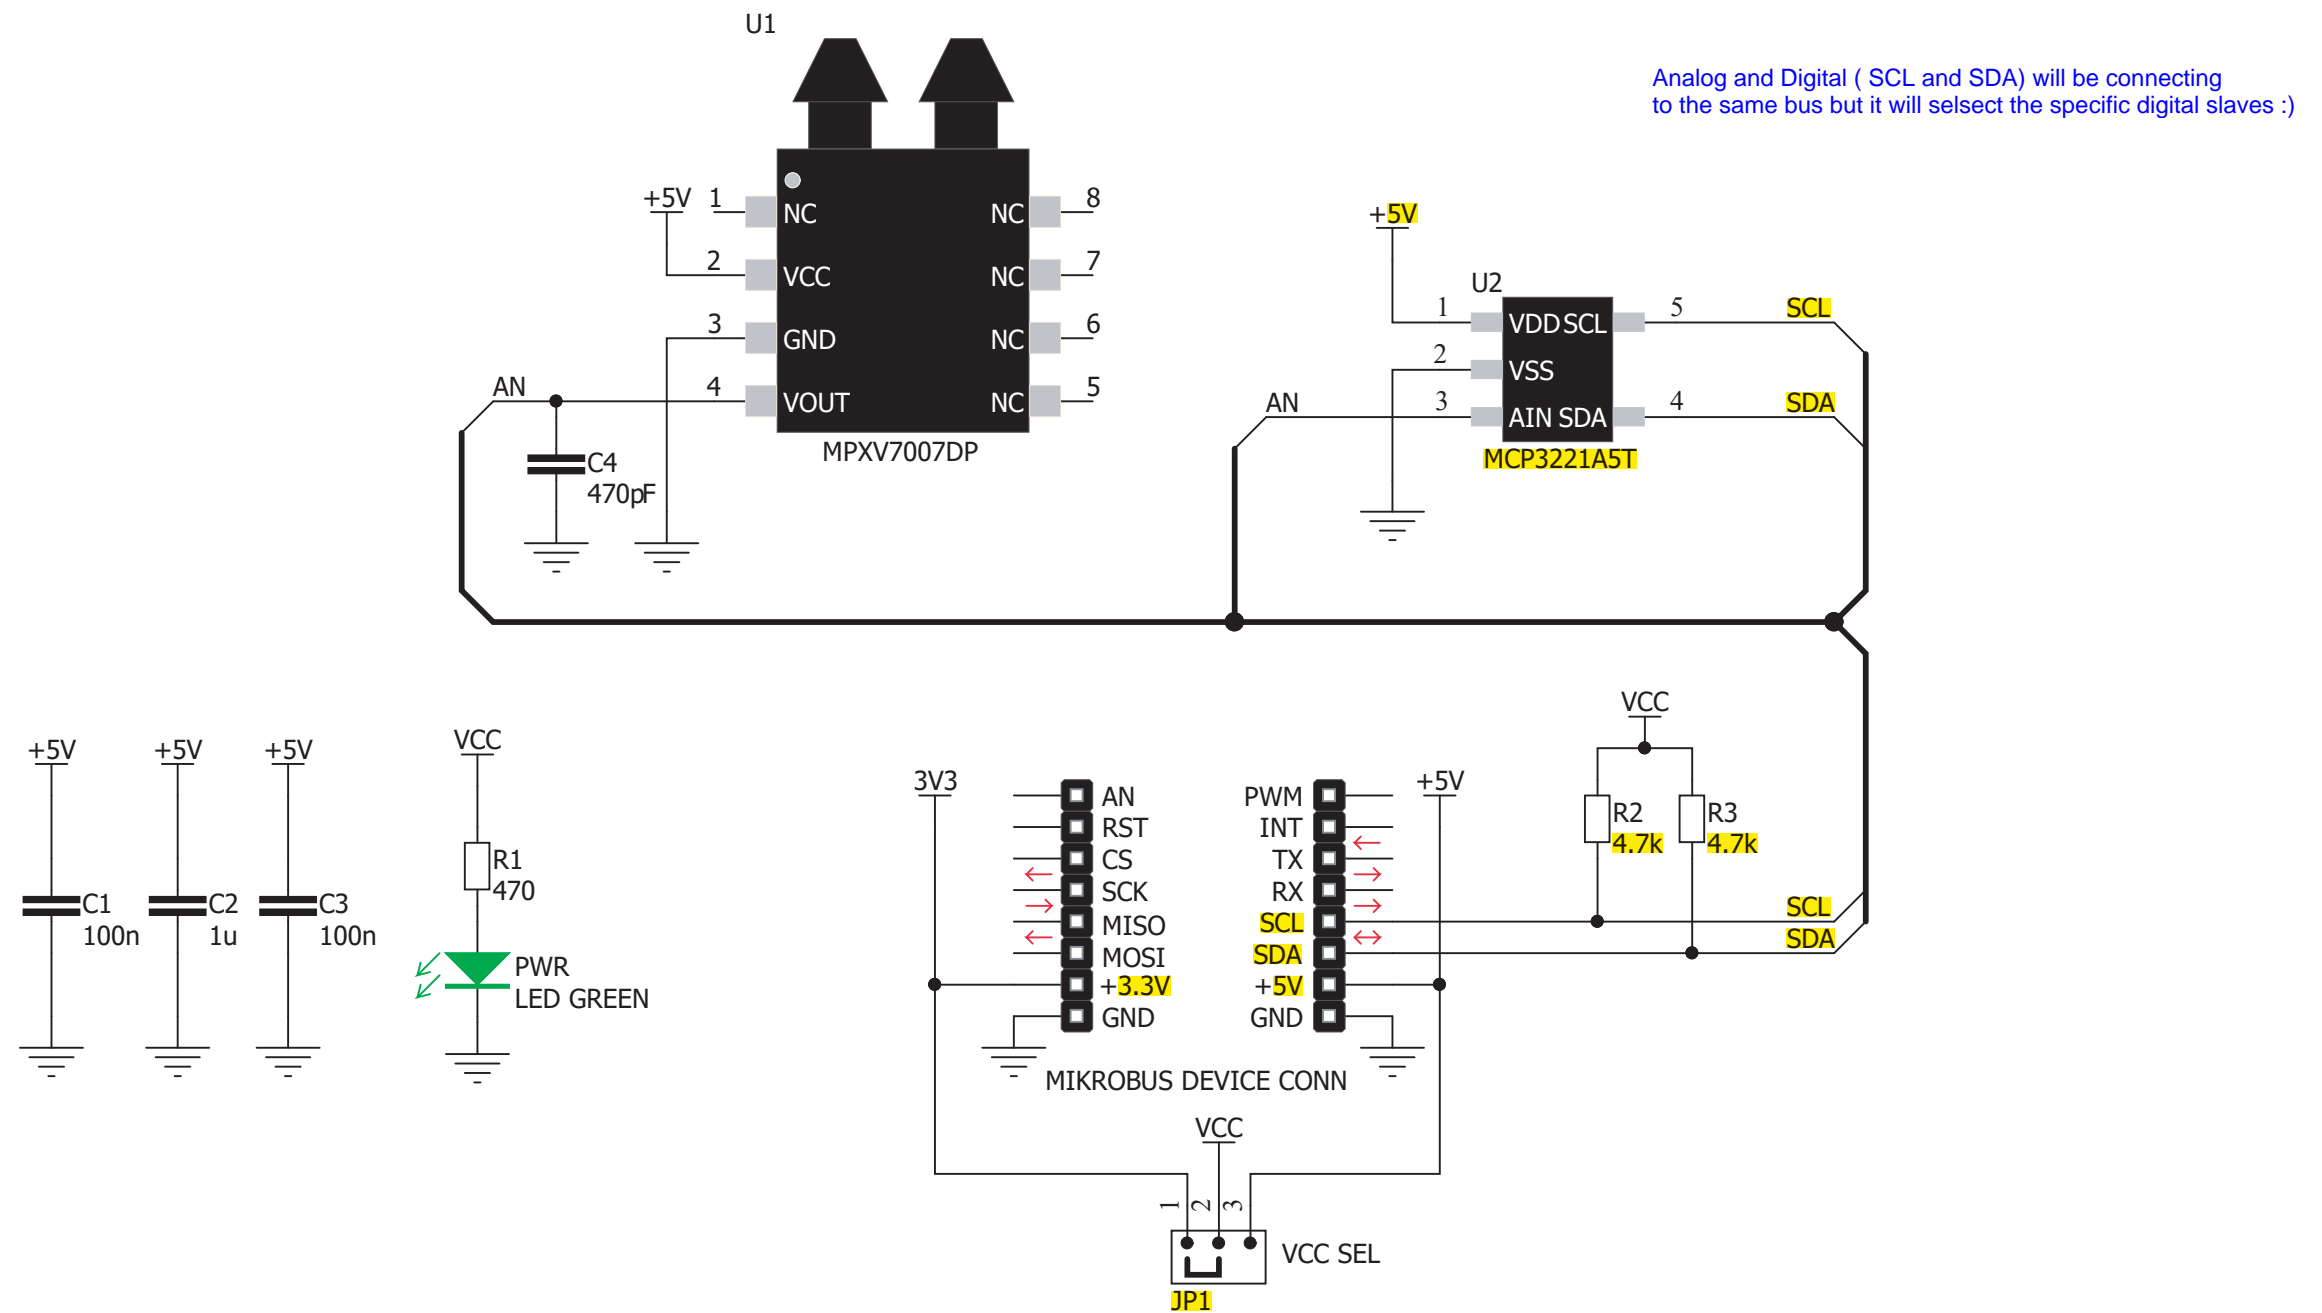 U1
Analog and Digital ( SCL and SDA) will be connecting
to the same bus but it will selsect the specific digital slaves :)
+5V
1
NC
2
VCC
3
GND
AN
4
VOUT
NC
8
NC
7
NC
6
NC
5
MPXV7007DP
C4
470pF
+5V
U2
1
VDD
SCL
5
SCL
2
VSS
AN
3
AIN
SDA
4
SDA
MCP3221A5T
+5V
C1
100n
+5V
C2
1u
+5V
C3
100n
VCC
R1
470
PWR
LED GREEN
3V3
AN
RST
CS
SCK
MISO
MOSI
+3.3V
GND
PWM
INT
TX
RX
SCL
SDA
+5V
GND
+5V
MIKROBUS DEVICE CONN
VCC
R2
4.7k
R3
4.7k
SCL
SDA
VCC
1
2
3
VCC SEL
JP1